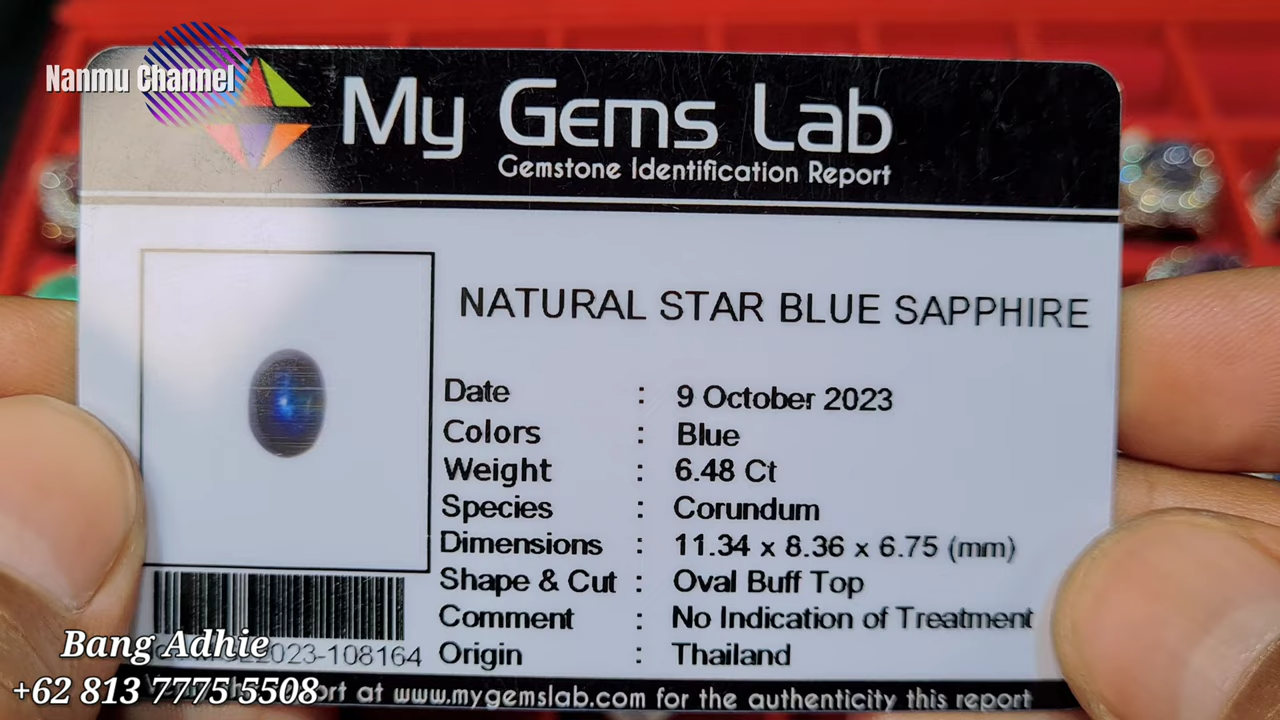 Nanmu Channel
My Gems Lab
Gemstone Identification Report
NATURAL STAR BLUE SAPPHIRE
Date : 9 October 2023
Colors : Blue
Weight : 6.48 Ct
Species : Corundum
Dimensions : 11.34 x 8.36 x 6.75 (mm)
Shape & Cut : Oval Buff Top
Comment : No Indication of Treatment
2023-108164
Origin : Thailand
at www.mygemslab.com for the authenticity this report
Bang Adhie
+62 813 7775 5508